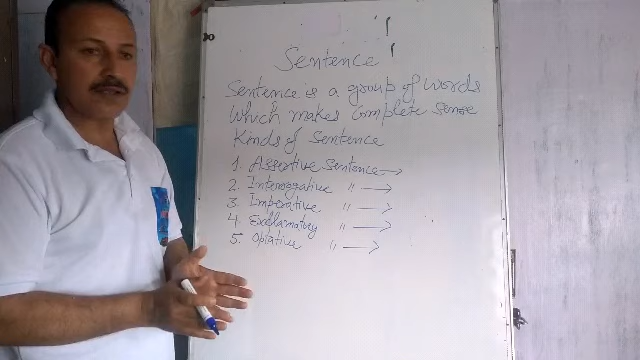 Sentence
Sentence is a group of words
Which makes complete sense
Kinds of Sentence
1. Assertive Sentence →
2. Interrogative " →
3. Imperative " →
4. Exclamatory " →
5. Optative " →